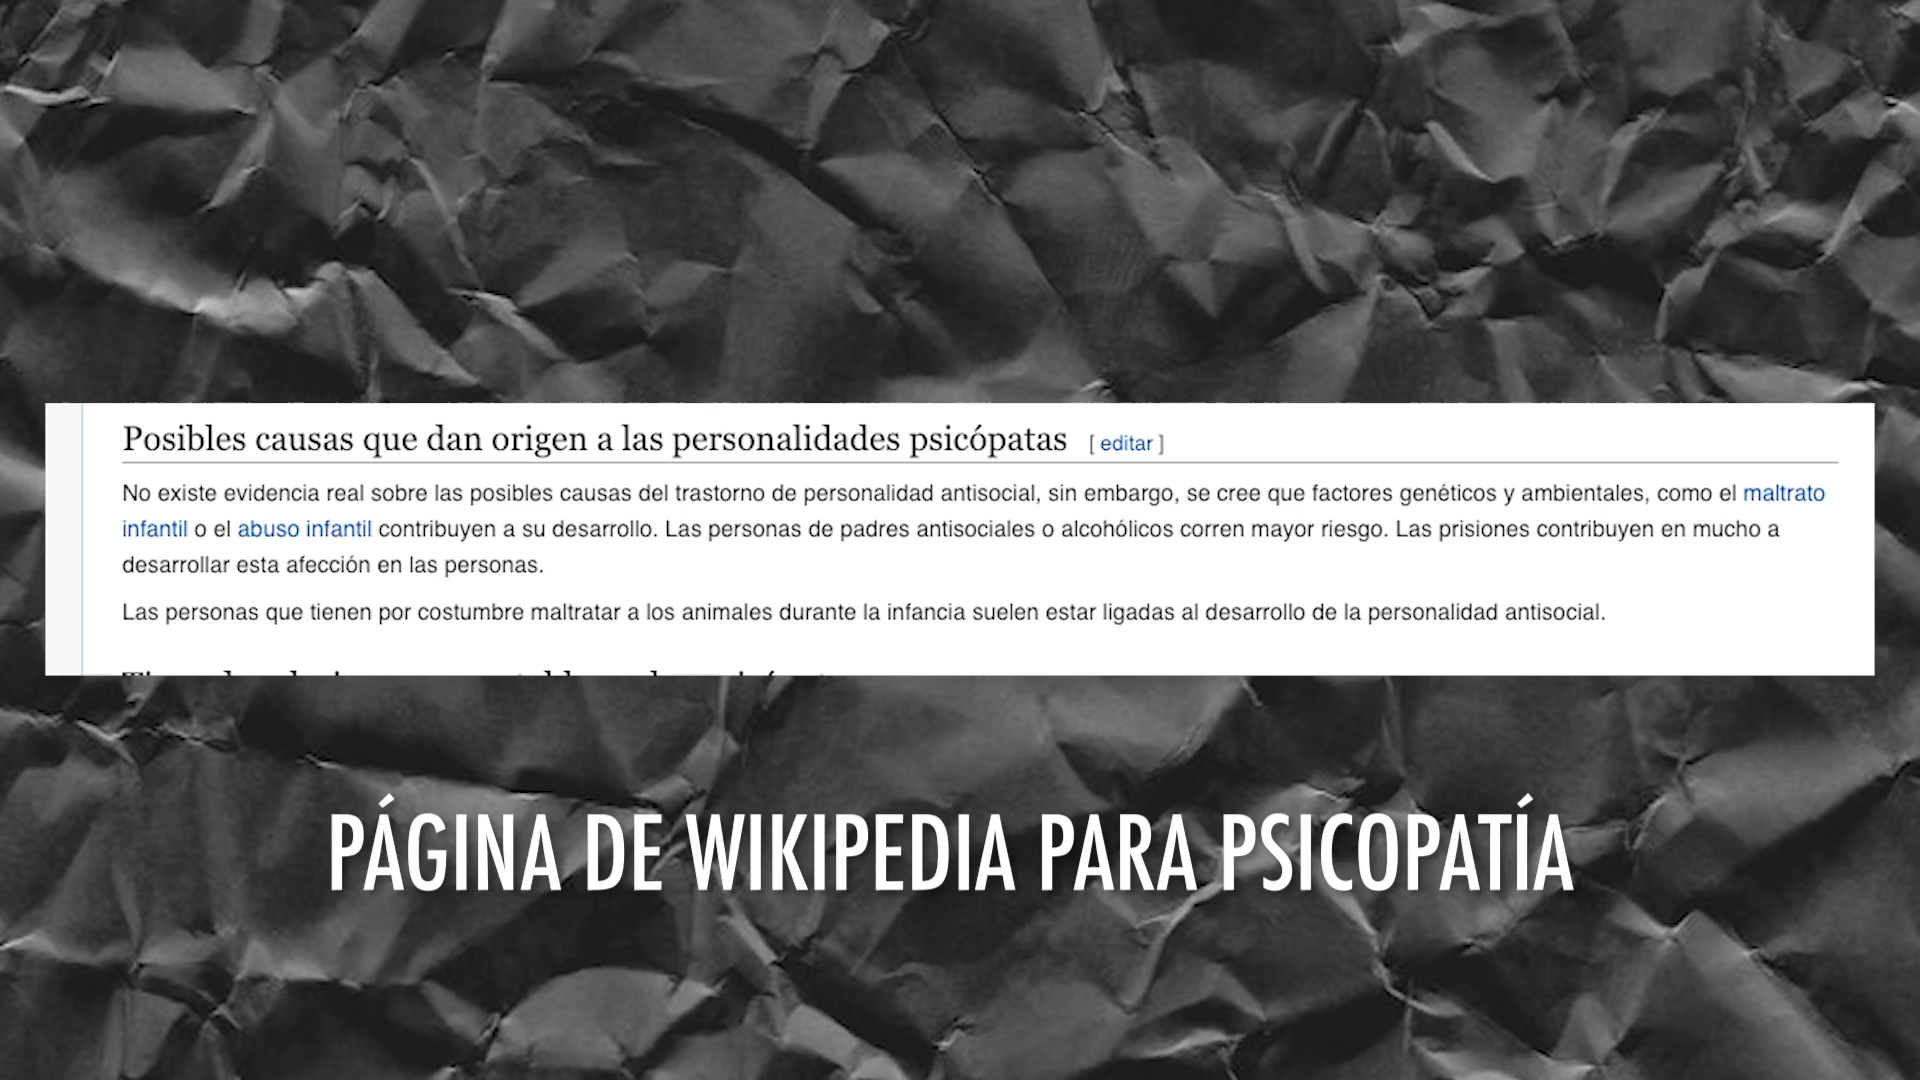 Posibles causas que dan origen a las personalidades psicópatas [ editar ]
No existe evidencia real sobre las posibles causas del trastorno de personalidad antisocial, sin embargo, se cree que factores genéticos y ambientales, como el maltrato
infantil o el abuso infantil contribuyen a su desarrollo. Las personas de padres antisociales o alcohólicos corren mayor riesgo. Las prisiones contribuyen en mucho a
desarrollar esta afección en las personas.
Las personas que tienen por costumbre maltratar a los animales durante la infancia suelen estar ligadas al desarrollo de la personalidad antisocial.
PÁGINA DE WIKIPEDIA PARA PSICOPATÍA